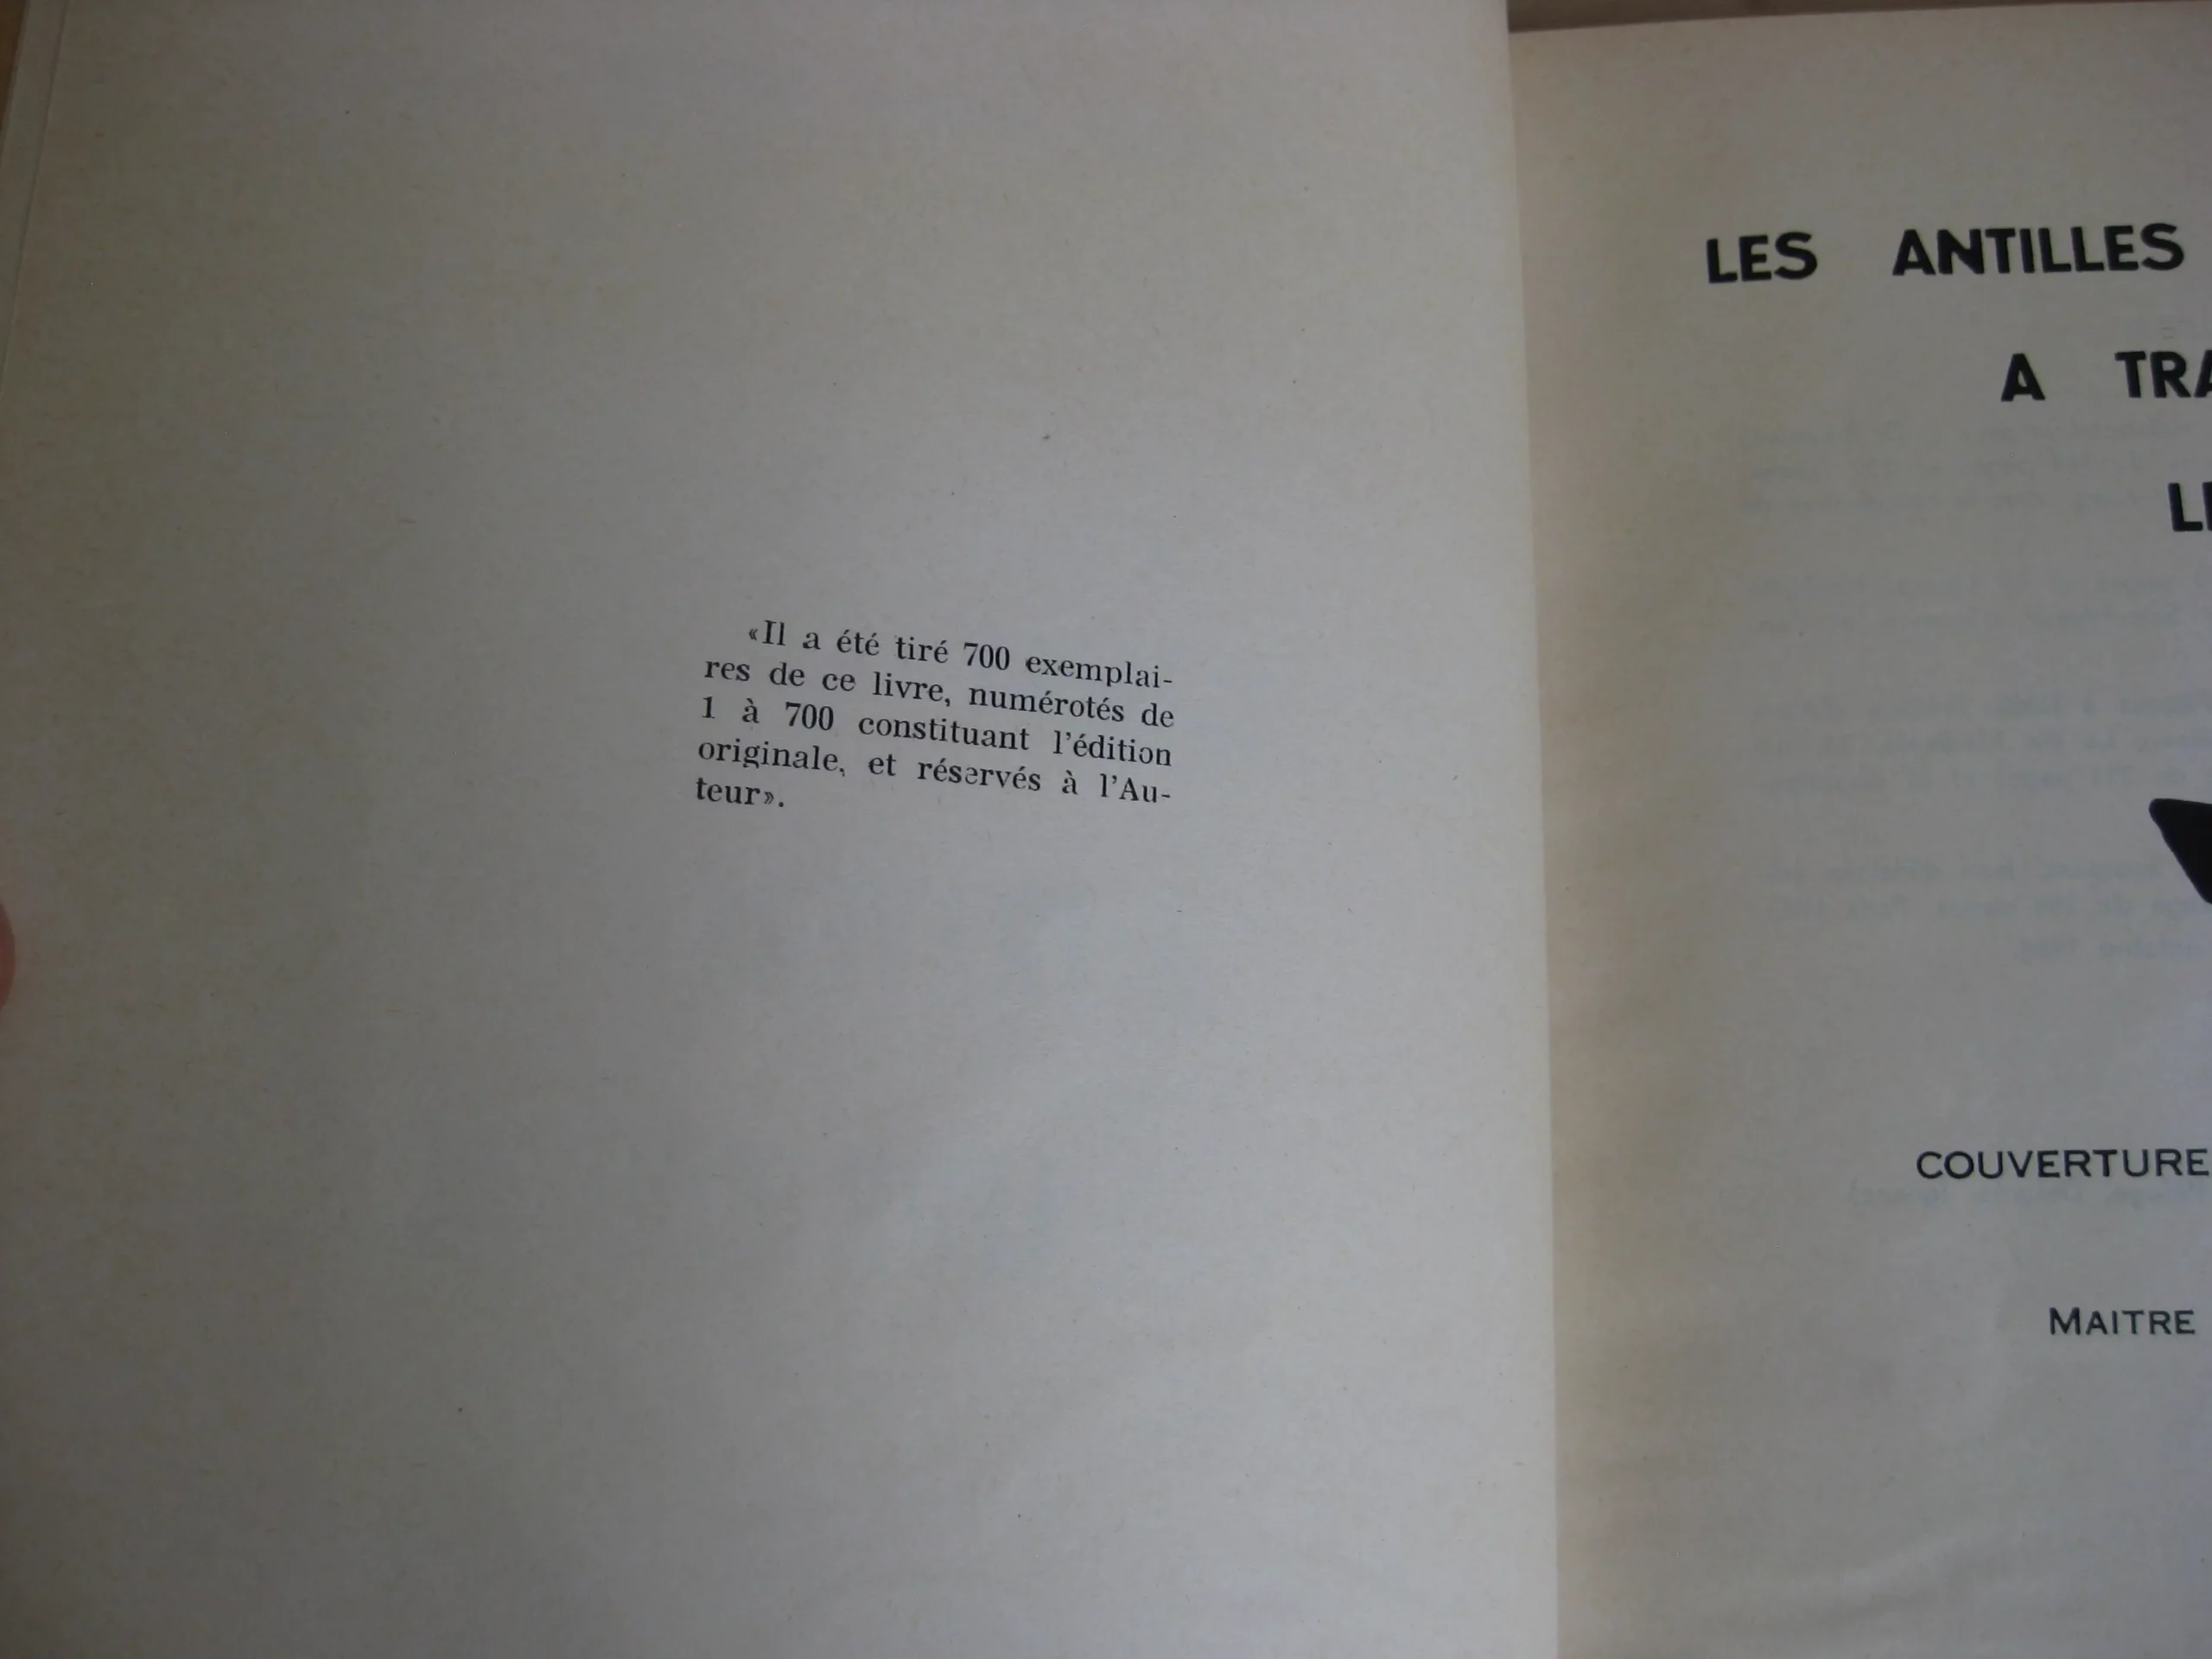 «Il a été tiré 700 exemplai-
res de ce livre, numérotés de
1 à 700 constituant l'édition
originale, et réservés à l'Au-
teur».
LES ANTILLES
A TRA
COUVERTURE
MAITRE